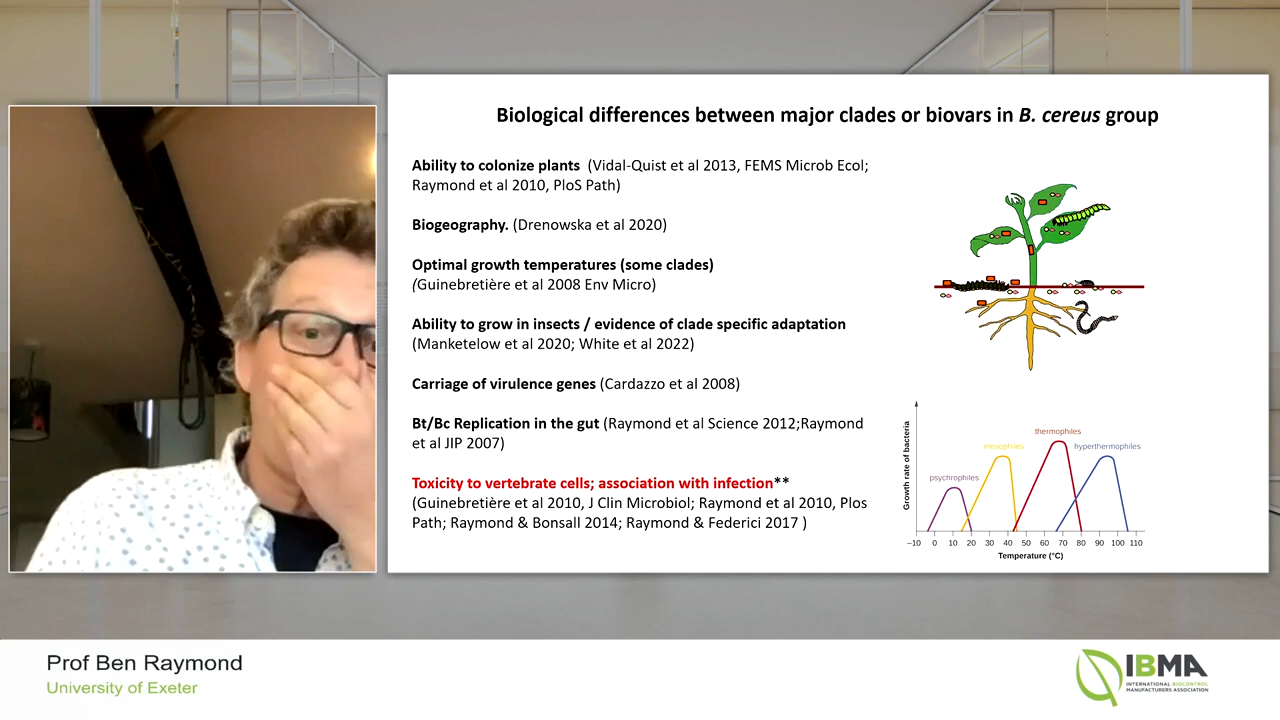 Biological differences between major clades or biovars in B. cereus group
Ability to colonize plants (Vidal-Quist et al 2013, FEMS Microb Ecol;
Raymond et al 2010, PloS Path)
Biogeography. (Drenowska et al 2020)
Optimal growth temperatures (some clades)
(Guinebretière et al 2008 Env Micro)
Ability to grow in insects / evidence of clade specific adaptation
(Manketelow et al 2020; White et al 2022)
Carriage of virulence genes (Cardazzo et al 2008)
Bt/Bc Replication in the gut (Raymond et al Science 2012;Raymond
et al JIP 2007)
Toxicity to vertebrate cells; association with infection**
(Guinebretière et al 2010, J Clin Microbiol; Raymond et al 2010, Plos
Path; Raymond & Bonsall 2014; Raymond & Federici 2017 )
Growth rate of bacteria
psychrophiles
mesophiles
thermophiles
hyperthermophiles
–10 0 10 20 30 40 50 60 70 80 90 100 110
Temperature (°C)
Prof Ben Raymond
University of Exeter
IBMA
INTERNATIONAL BIOCONTROL
MANUFACTURERS ASSOCIATION